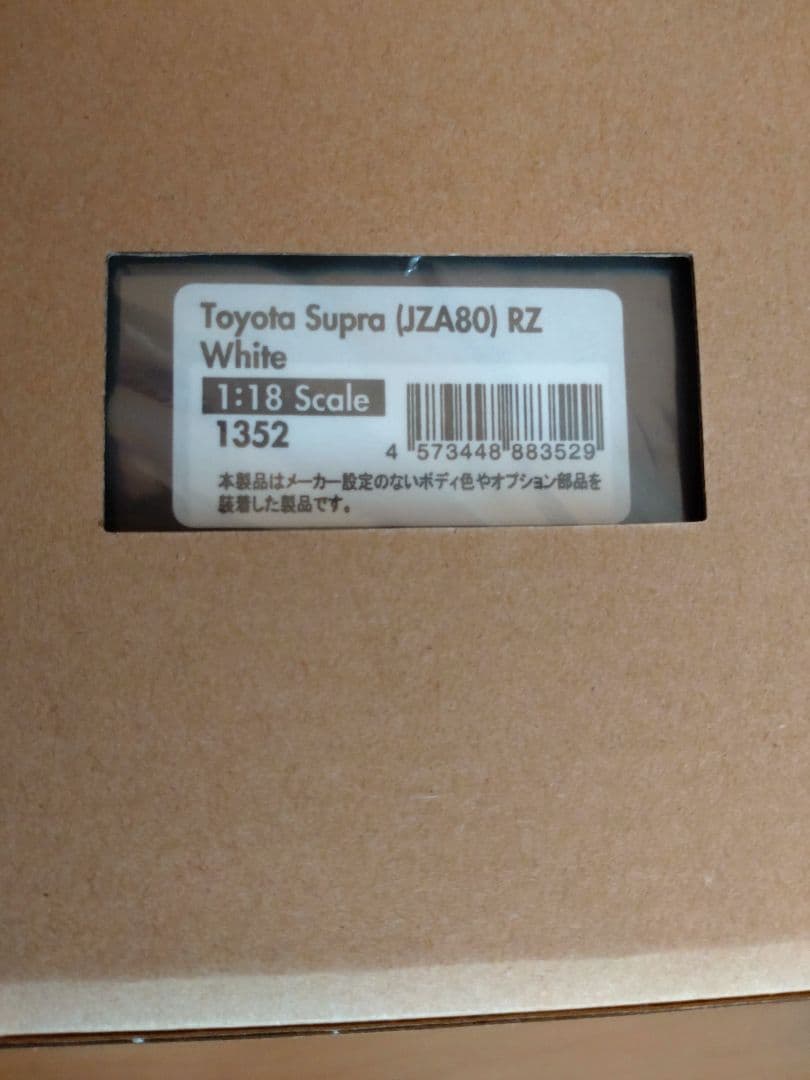 Toyota Supra (JZA80) RZ
White
1:18 Scale
1352
4 573448 883529
本製品はメーカー設定のないボディ色やオプション部品を
装着した製品です。